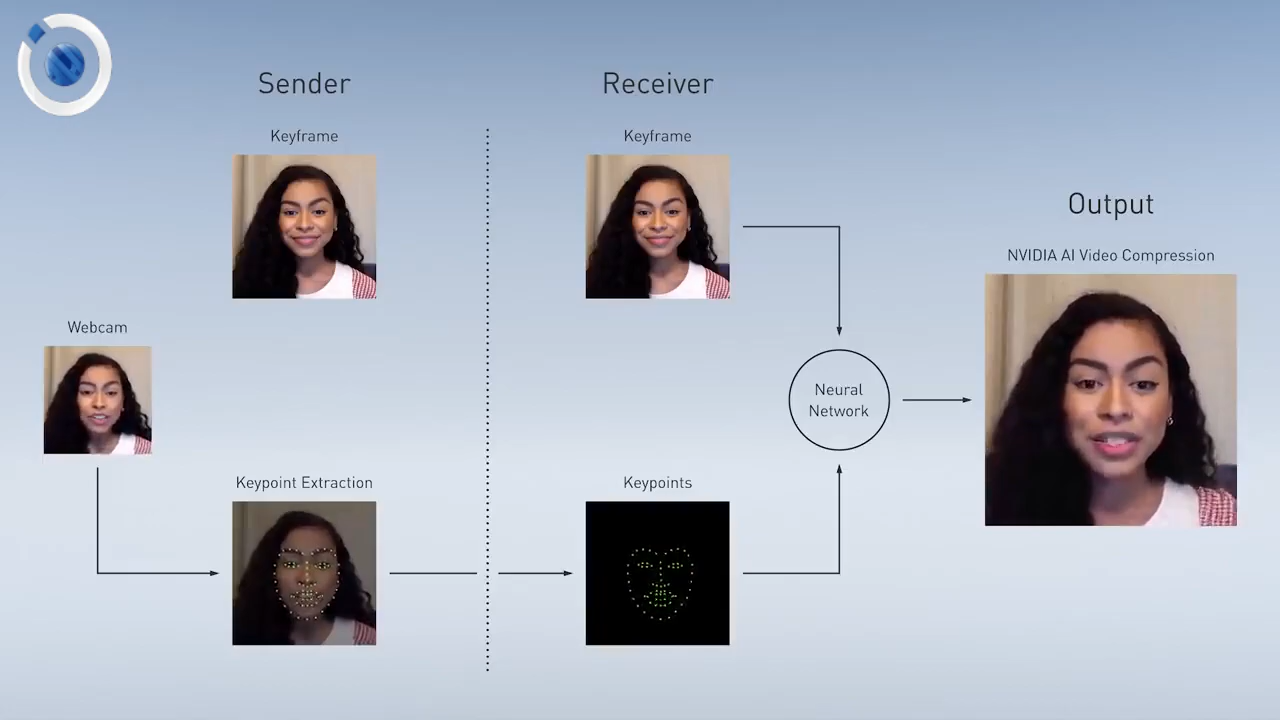 Sender
Receiver
Keyframe
Keyframe
Output
NVIDIA AI Video Compression
Webcam
Neural
Network
Keypoint Extraction
Keypoints